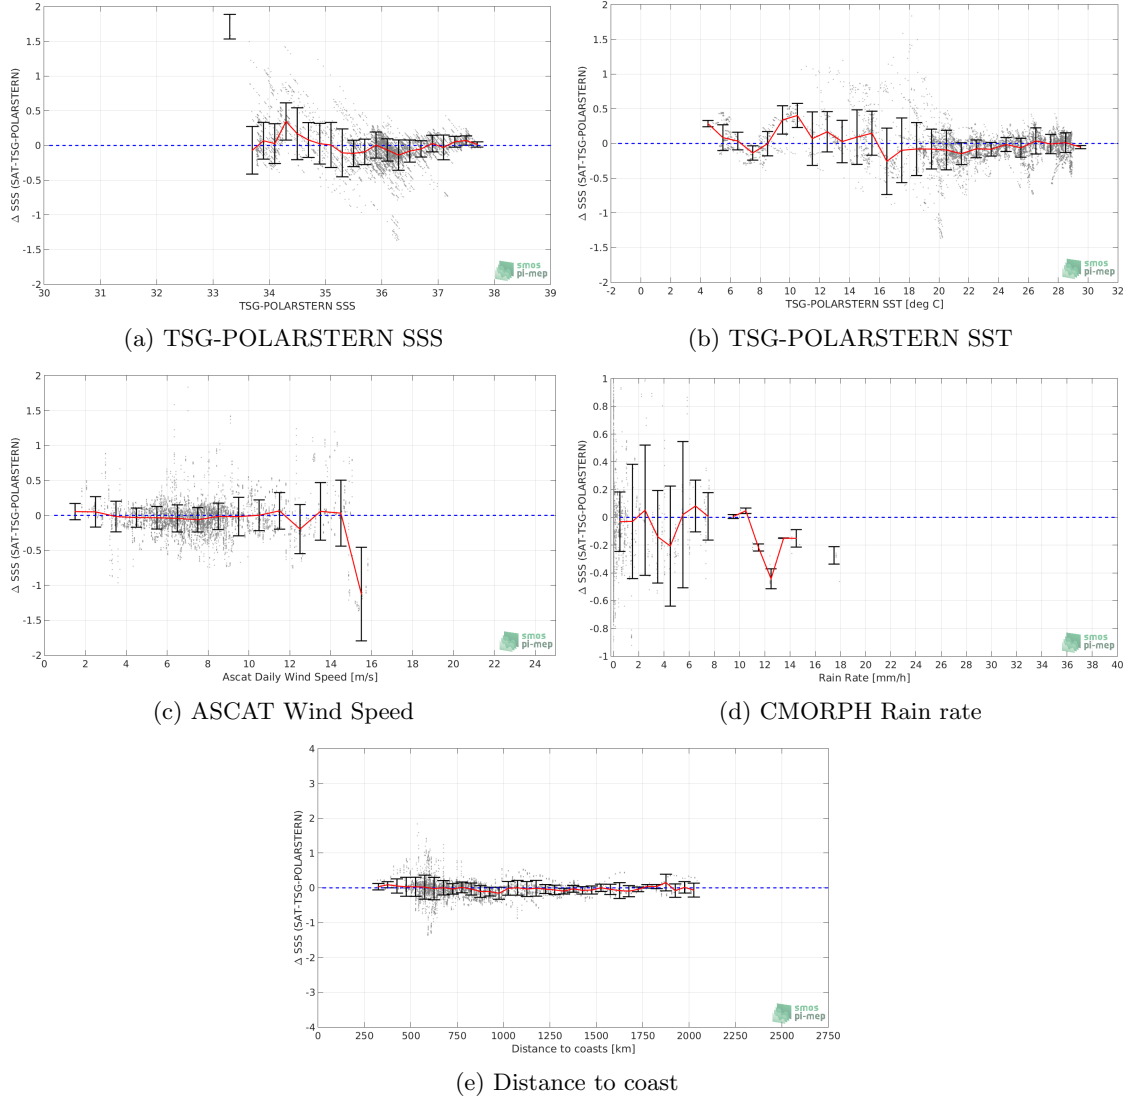 2
1.5
1
0.5
0
-0.5
-1
-1.5
-2
Δ SSS (SAT-TSG-POLARSTERN)
30 31 32 33 34 35 36 37 38 39
TSG-POLARSTERN SSS
smos
pi-mep
(a) TSG-POLARSTERN SSS
2
1.5
1
0.5
0
-0.5
-1
-1.5
-2
Δ SSS (SAT-TSG-POLARSTERN)
-2 0 2 4 6 8 10 12 14 16 18 20 22 24 26 28 30 32
TSG-POLARSTERN SST [deg C]
smos
pi-mep
(b) TSG-POLARSTERN SST
2
1.5
1
0.5
0
-0.5
-1
-1.5
-2
Δ SSS (SAT-TSG-POLARSTERN)
0 2 4 6 8 10 12 14 16 18 20 22 24
Ascat Daily Wind Speed [m/s]
smos
pi-mep
(c) ASCAT Wind Speed
1
0.8
0.6
0.4
0.2
0
-0.2
-0.4
-0.6
-0.8
-1
Δ SSS (SAT-TSG-POLARSTERN)
0 2 4 6 8 10 12 14 16 18 20 22 24 26 28 30 32 34 36 38 40
Rain Rate [mm/h]
smos
pi-mep
(d) CMORPH Rain rate
4
3
2
1
0
-1
-2
-3
-4
Δ SSS (SAT-TSG-POLARSTERN)
0 250 500 750 1000 1250 1500 1750 2000 2250 2500 2750
Distance to coasts [km]
smos
pi-mep
(e) Distance to coast